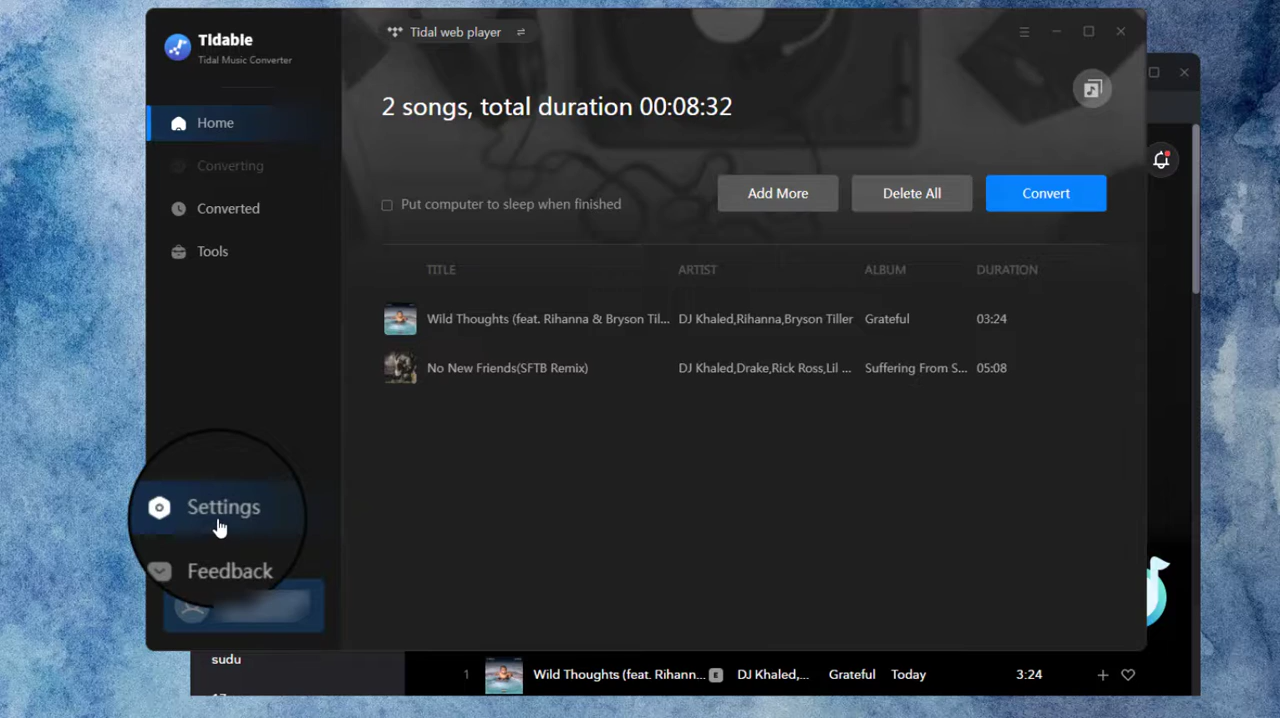 Tidable
Tidal Music Converter
Tidal web player
2 songs, total duration 00:08:32
Home
Converting
Converted
Tools
Put computer to sleep when finished
Add More
Delete All
Convert
TITLE ARTIST ALBUM DURATION
Wild Thoughts (feat. Rihanna & Bryson Til... DJ Khaled,Rihanna,Bryson Tiller Grateful 03:24
No New Friends(SFTB Remix) DJ Khaled,Drake,Rick Ross,Lil ... Suffering From S... 05:08
Settings
Feedback
sudu
1 Wild Thoughts (feat. Rihann... E DJ Khaled,... Grateful Today 3:24